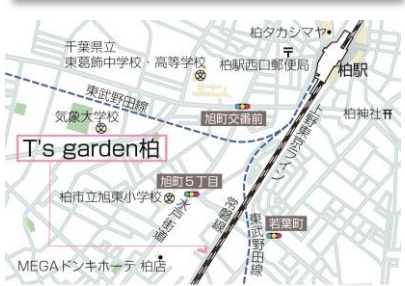 柏タカシマヤ
千葉県立
東葛飾中学校・高等学校
柏駅西口郵便局
柏駅
東武野田線
旭町交番前
上野東京ライン
柏神社
気象大学校
T's garden柏
旭町5丁目
柏市立旭東小学校
水戸街道
常磐線
東武野田線
若葉町
MEGAドンキホーテ 柏店